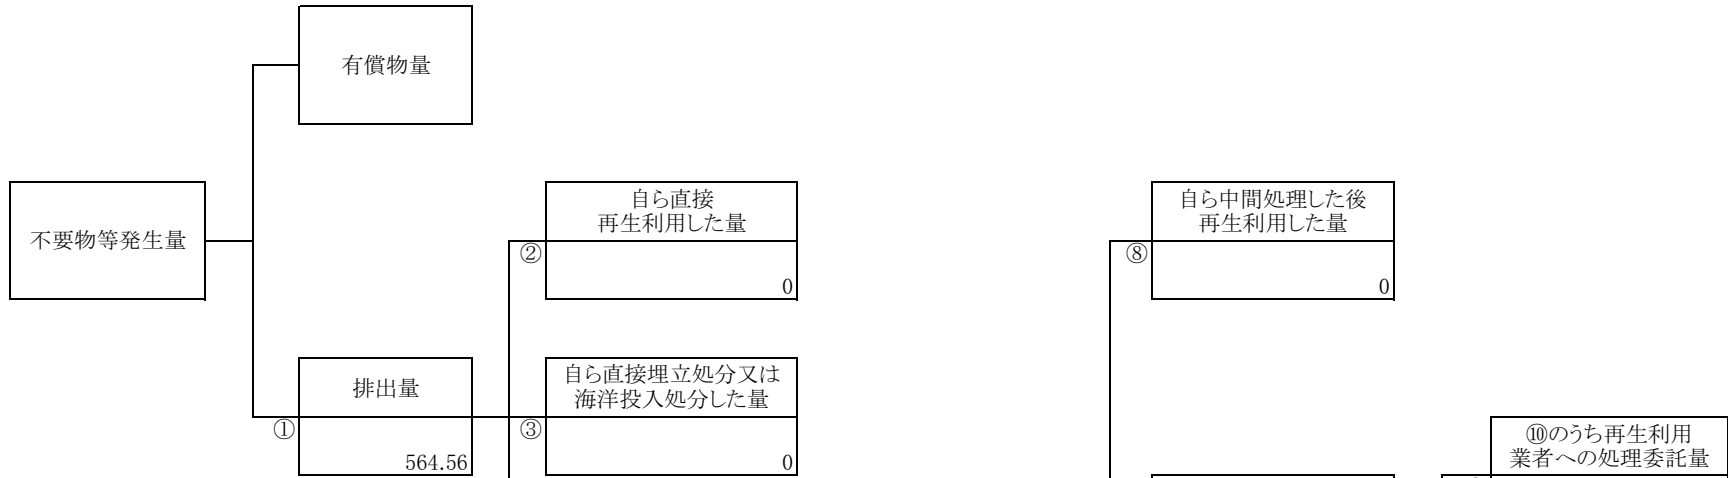 有償物量
不要物等発生量
自ら直接
再生利用した量
②
0
自ら中間処理した後
再生利用した量
⑧
0
排出量
①
564.56
自ら直接埋立処分又は
海洋投入処分した量
③
0
⑩のうち再生利用
業者への処理委託量